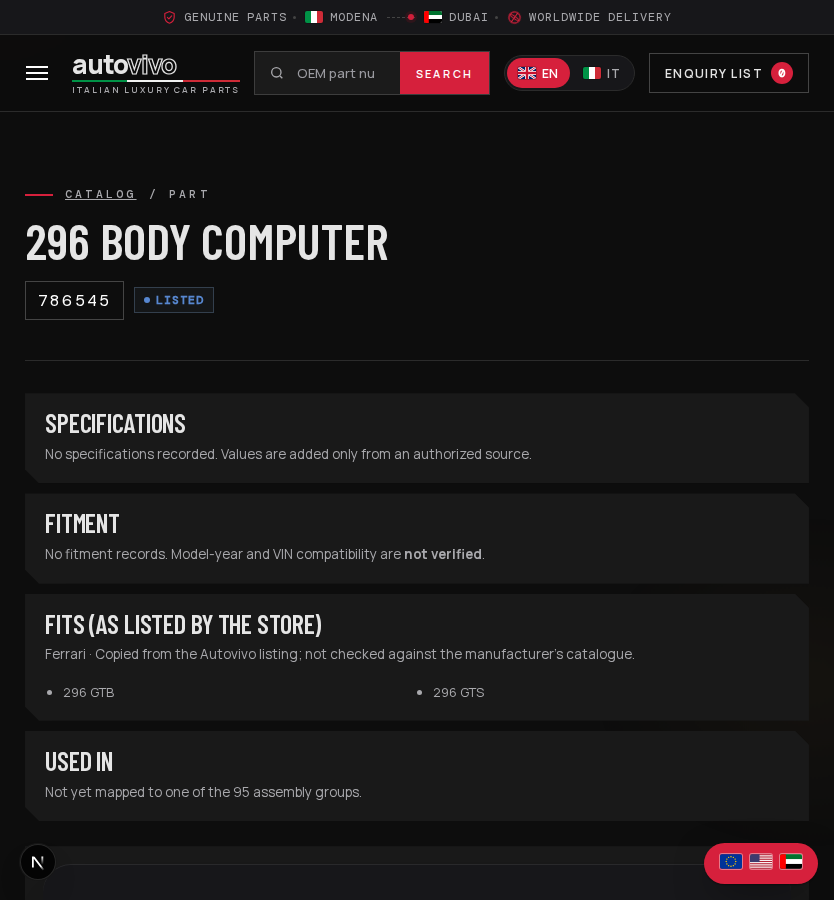 GENUINE PARTS • MODENA DUBAI • WORLDWIDE DELIVERY
autovivo
ITALIAN LUXURY CAR PARTS
OEM part nu
SEARCH
EN
IT
ENQUIRY LIST 0
CATALOG / PART
296 BODY COMPUTER
786545
LISTED
SPECIFICATIONS
No specifications recorded. Values are added only from an authorized source.
FITMENT
No fitment records. Model-year and VIN compatibility are not verified.
FITS (AS LISTED BY THE STORE)
Ferrari · Copied from the Autovivo listing; not checked against the manufacturer's catalogue.
• 296 GTB
• 296 GTS
USED IN
Not yet mapped to one of the 95 assembly groups.
N